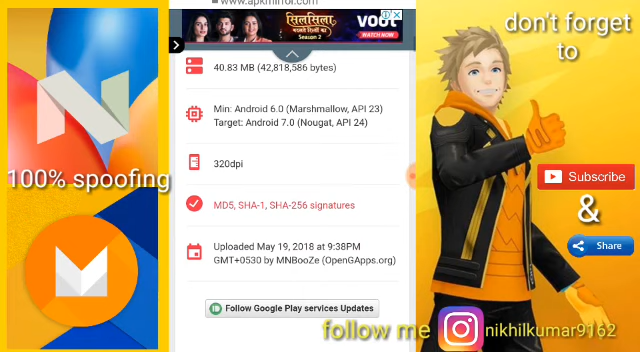 www.apkmirror.com
सिलसिला
बदलते रिश्तों का
Season 2
voot
WATCH NOW
40.83 MB (42,818,586 bytes)
Min: Android 6.0 (Marshmallow, API 23)
Target: Android 7.0 (Nougat, API 24)
320dpi
MD5, SHA-1, SHA-256 signatures
Uploaded May 19, 2018 at 9:38PM
GMT+0530 by MNBooZe (OpenGApps.org)
Follow Google Play services Updates
100% spoofing
don't forget
to
Subscribe
&
Share
follow me
nikhilkumar9162